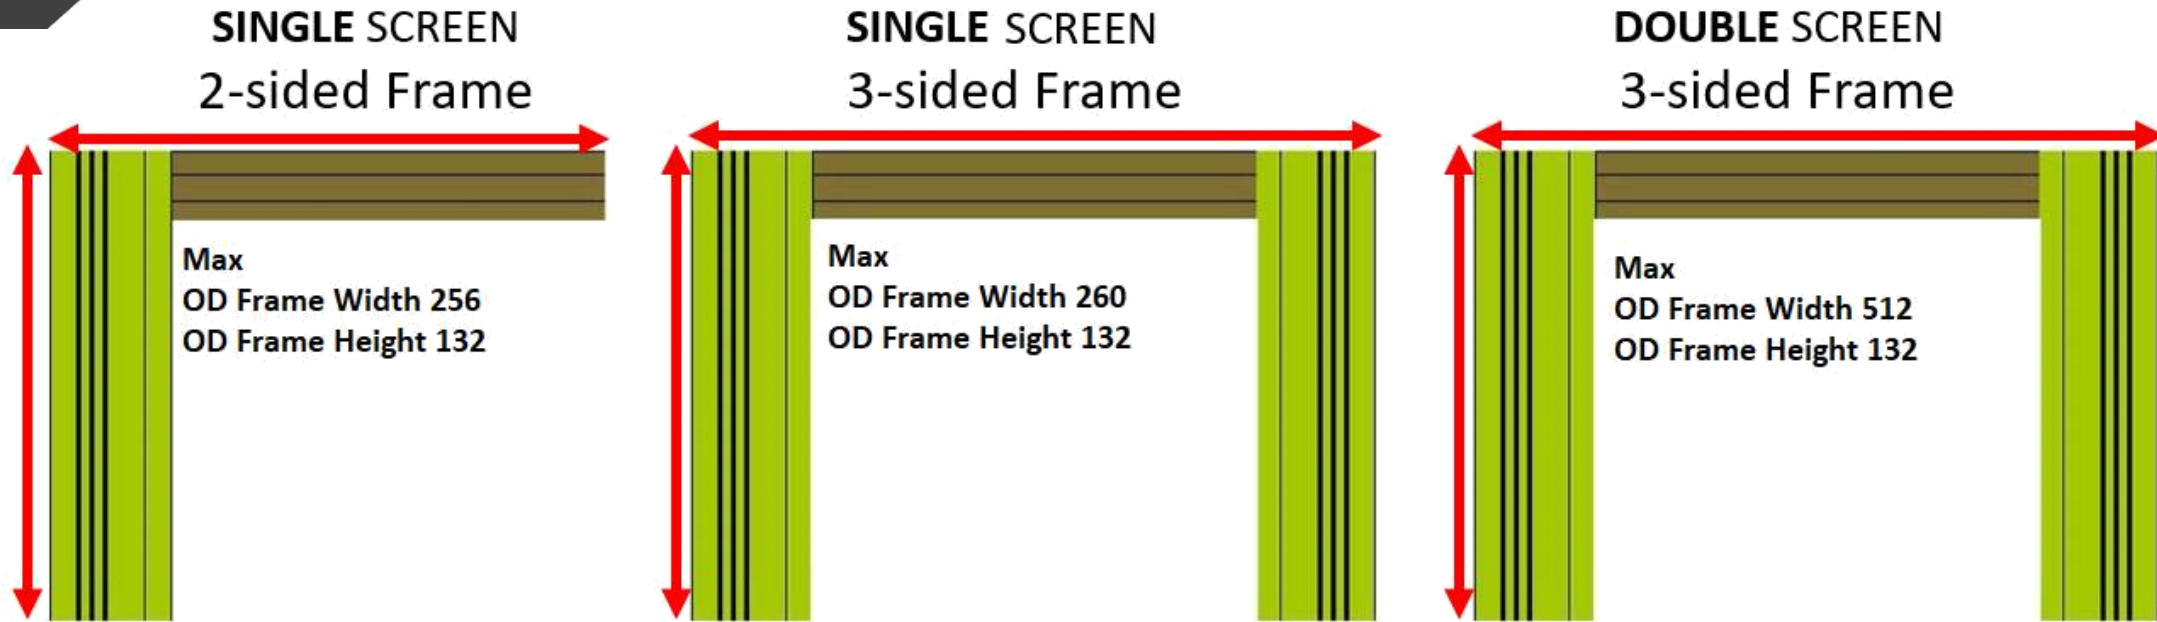 SINGLE SCREEN
2-sided Frame
Max
OD Frame Width 256
OD Frame Height 132
SINGLE SCREEN
3-sided Frame
Max
OD Frame Width 260
OD Frame Height 132
DOUBLE SCREEN
3-sided Frame
Max
OD Frame Width 512
OD Frame Height 132